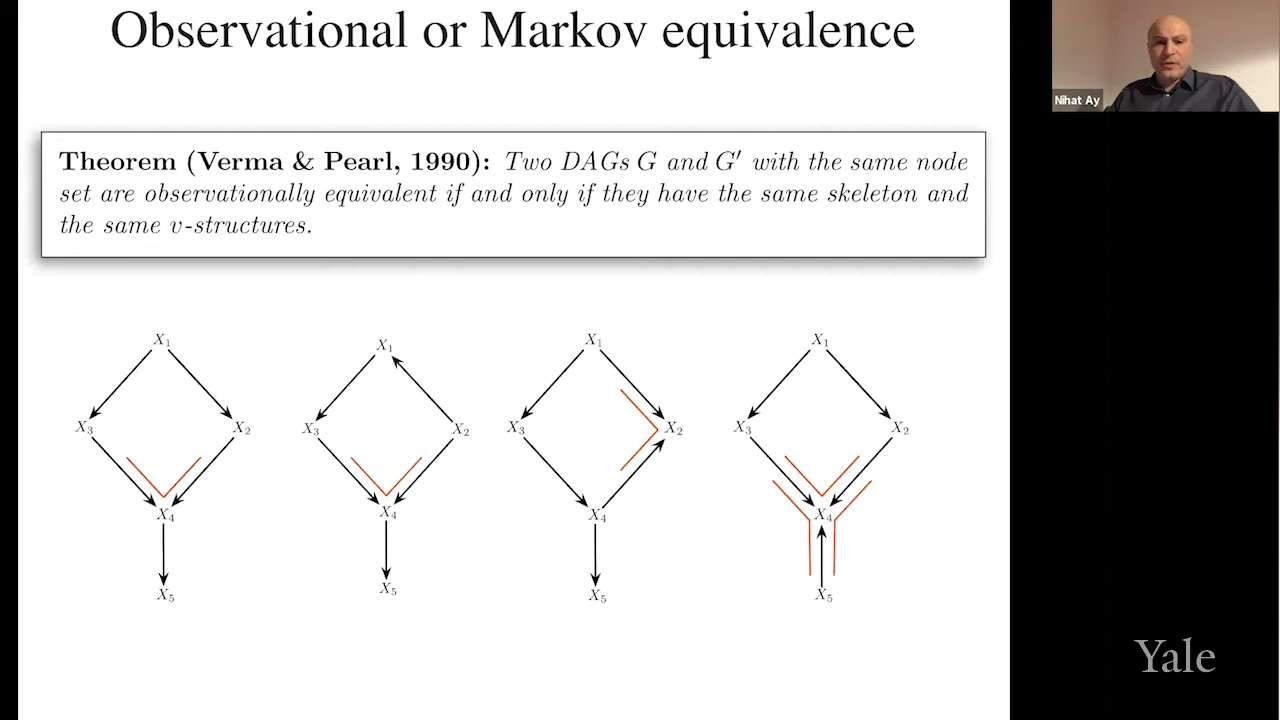 Observational or Markov equivalence
Nihat Ay
Theorem (Verma & Pearl, 1990): Two DAGs G and G′ with the same node
set are observationally equivalent if and only if they have the same skeleton and
the same v-structures.
X1 X1 X1 X1
X3 X2 X3 X2 X3 X2 X3 X2
X4 X4 X4 X4
X5 X5 X5 X5
Yale